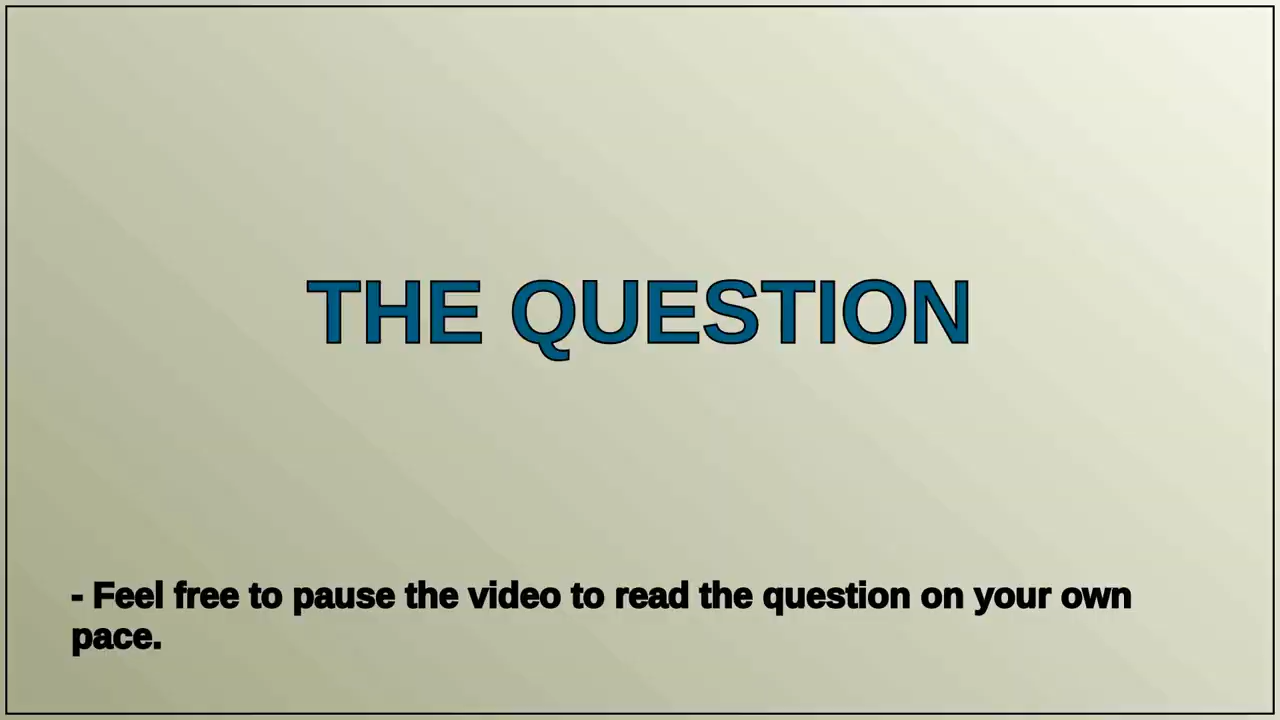 THE QUESTION
- Feel free to pause the video to read the question on your own
pace.